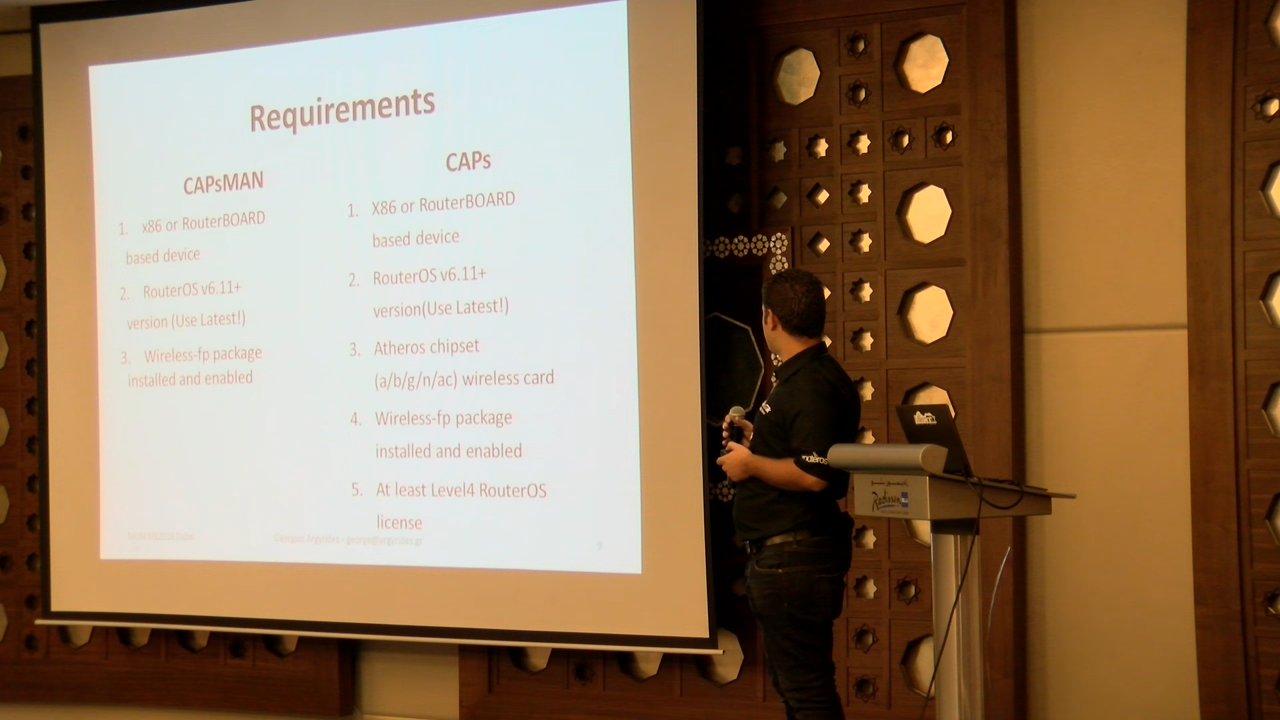 Requirements
CAPsMAN
1. x86 or RouterBOARD
based device
2. RouterOS v6.11+
version (Use Latest!)
3. Wireless-fp package
installed and enabled
CAPs
1. X86 or RouterBOARD
based device
2. RouterOS v6.11+
version(Use Latest!)
3. Atheros chipset
(a/b/g/n/ac) wireless card
4. Wireless-fp package
installed and enabled
5. At least Level4 RouterOS
license
9
Radisson